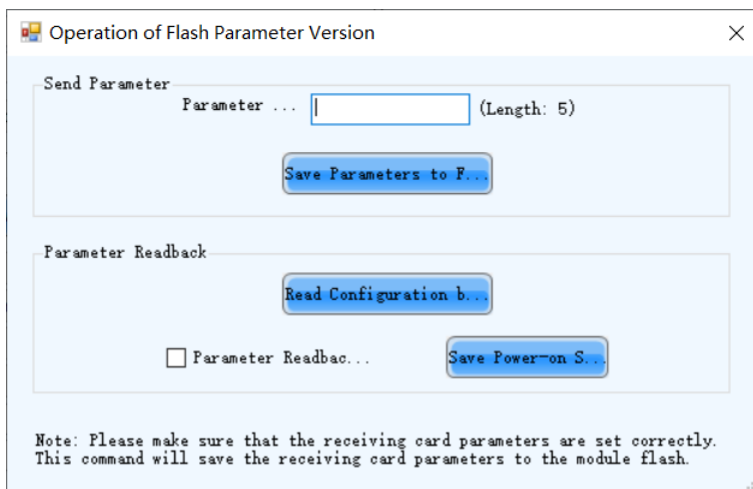 Operation of Flash Parameter Version
Send Parameter
Parameter ... (Length: 5)
Save Parameters to F...
Parameter Readback
Read Configuration b...
Parameter Readbac... Save Power-on S...
Note: Please make sure that the receiving card parameters are set correctly.
This command will save the receiving card parameters to the module flash.